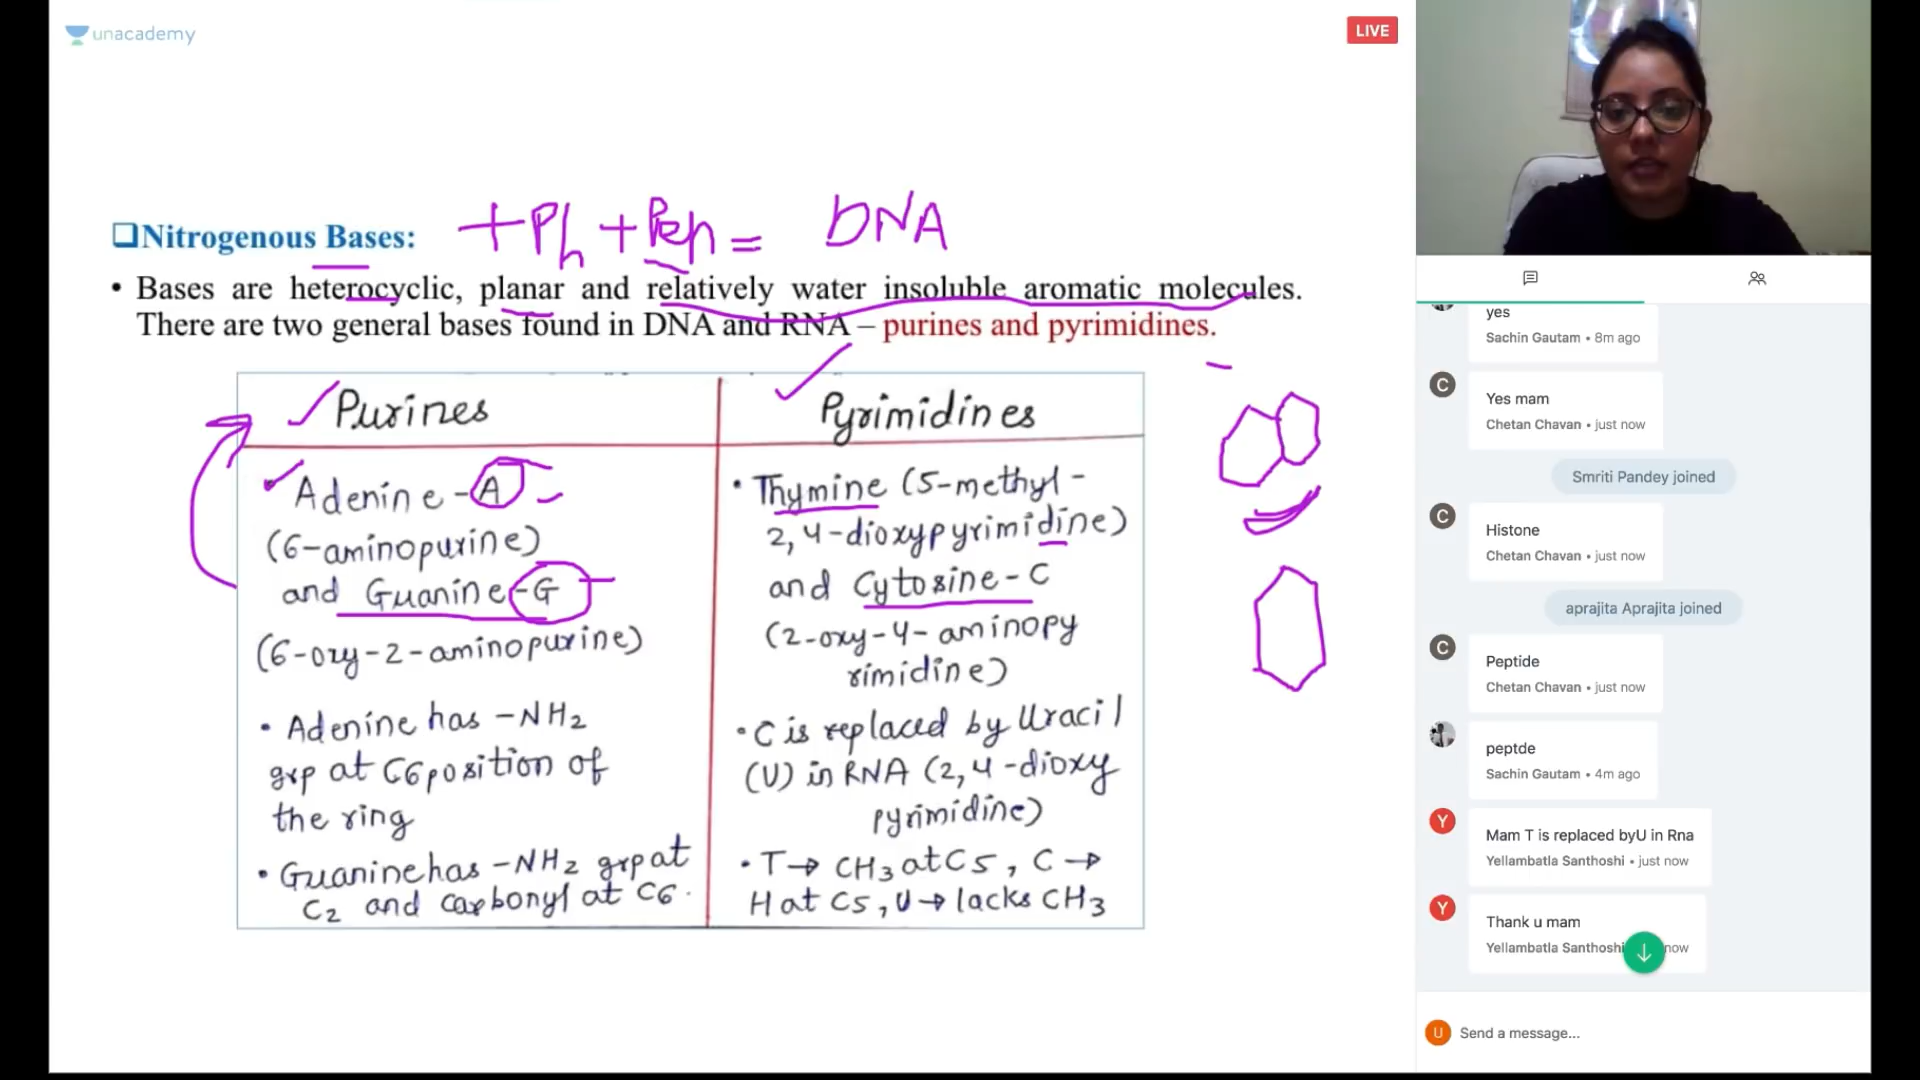 unacademy
LIVE
Nitrogenous Bases: +Ph + Pen = DNA
• Bases are heterocyclic, planar and relatively water insoluble aromatic molecules.
There are two general bases found in DNA and RNA – purines and pyrimidines.
Purines
Adenine - A
(6-aminopurine)
and Guanine - G
(6-oxy-2-aminopurine)
• Adenine has -NH2
grp at C6 position of
the ring
• Guanine has -NH2 grp at
C2 and carbonyl at C6.
Pyrimidines
• Thymine (5-methyl-
2,4-dioxypyrimidine)
and Cytosine - C
(2-oxy-4-aminopy
rimidine)
• C is replaced by Uracil
(U) in RNA (2,4-dioxy
pyrimidine)
• T→ CH3 at C5, C→
H at C5, U→ lacks CH3
yes
Sachin Gautam • 8m ago
C
Yes mam
Chetan Chavan • just now
Smriti Pandey joined
C
Histone
Chetan Chavan • just now
aprajita Aprajita joined
C
Peptide
Chetan Chavan • just now
peptde
Sachin Gautam • 4m ago
Y
Mam T is replaced byU in Rna
Yellambatla Santhoshi • just now
Y
Thank u mam
Yellambatla Santhoshi now
U
Send a message...